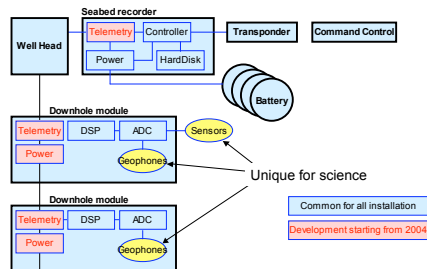 Seabed recorder
Well Head
Telemetry
Controller
Transponder
Command Control
Power
HardDisk
Battery
Downhole module
Telemetry
DSP
ADC
Sensors
Power
Geophones
Unique for science
Downhole module
Common for all installation
Telemetry
DSP
ADC
Development starting from 2004
Power
Geophones